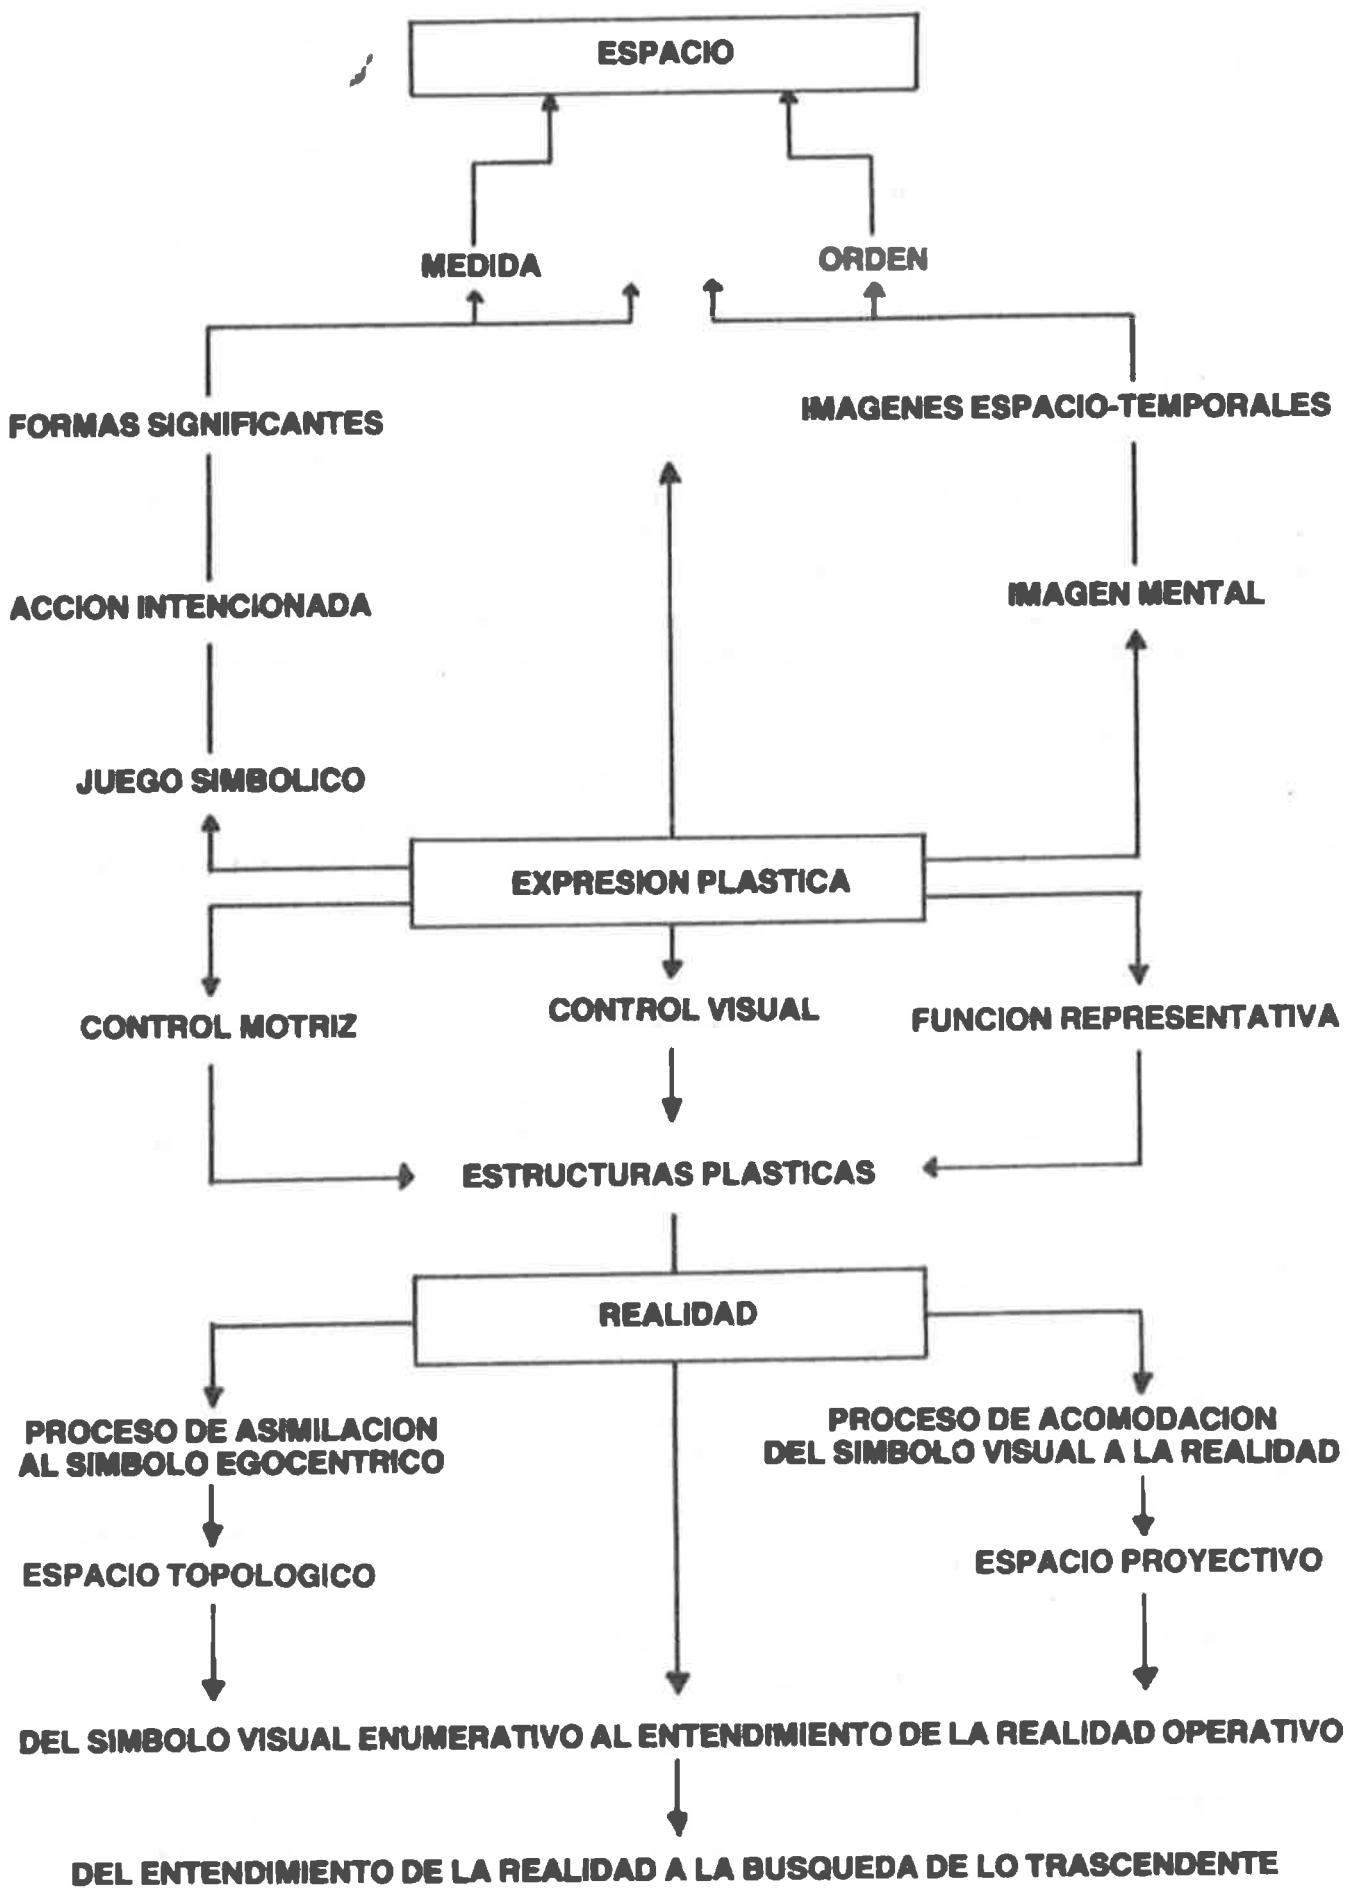 ESPACIO
MEDIDA
ORDEN
FORMAS SIGNIFICANTES
IMAGENES ESPACIO-TEMPORALES
ACCION INTENCIONADA
IMAGEN MENTAL
JUEGO SIMBOLICO
EXPRESION PLASTICA
CONTROL MOTRIZ
CONTROL VISUAL
FUNCION REPRESENTATIVA
ESTRUCTURAS PLASTICAS
REALIDAD
PROCESO DE ASIMILACION
AL SIMBOLO EGOCENTRICO
PROCESO DE ACOMODACION
DEL SIMBOLO VISUAL A LA REALIDAD
ESPACIO TOPOLOGICO
ESPACIO PROYECTIVO
DEL SIMBOLO VISUAL ENUMERATIVO AL ENTENDIMIENTO DE LA REALIDAD OPERATIVO
DEL ENTENDIMIENTO DE LA REALIDAD A LA BUSQUEDA DE LO TRASCENDENTE